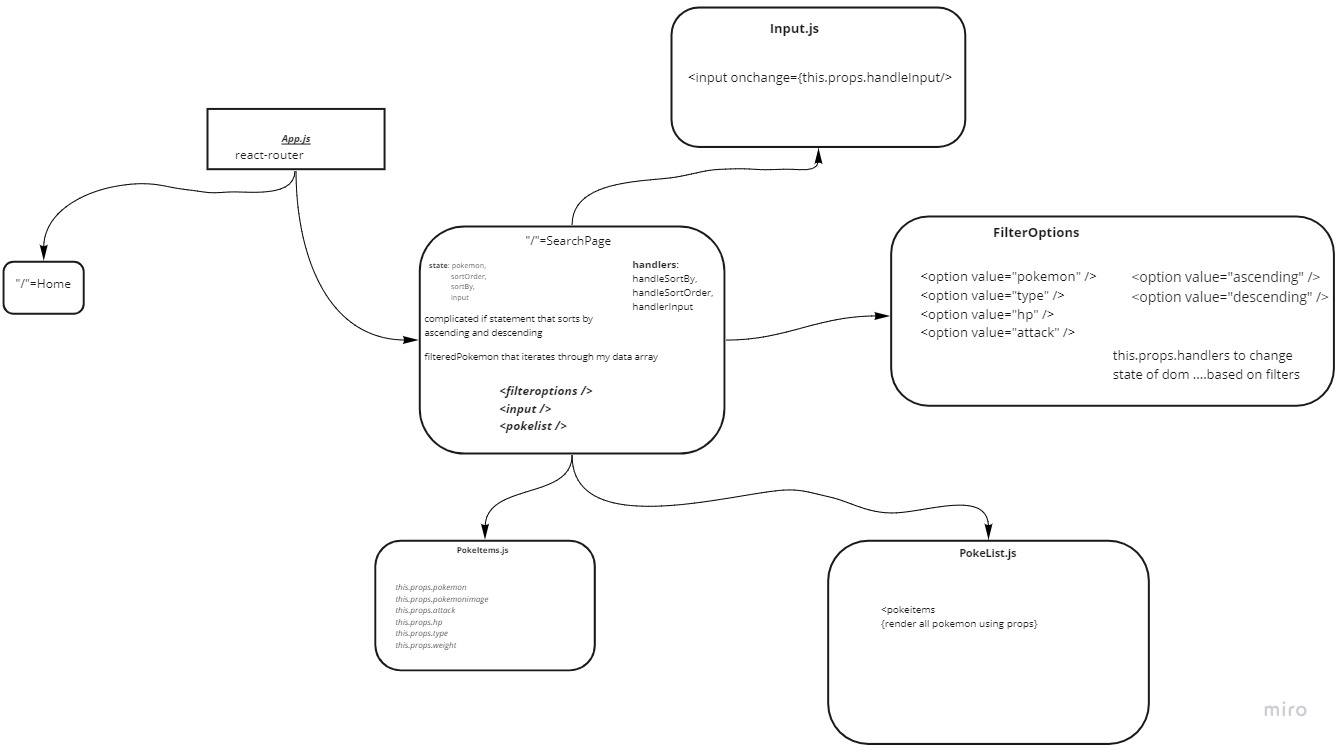 Input.js
<input onchange={this.props.handleInput/>
App.js
react-router
"/"=Home
"/"=SearchPage
state: pokemon,
sortOrder,
sortBy,
input
handlers:
handleSortBy,
handleSortOrder,
handlerInput
complicated if statement that sorts by
ascending and descending
filteredPokemon that iterates through my data array
<filteroptions />
<input />
<pokelist />
FilterOptions
<option value="pokemon" />
<option value="type" />
<option value="hp" />
<option value="attack" />
<option value="ascending" />
<option value="descending" />
this.props.handlers to change
state of dom ....based on filters
PokeItems.js
this.props.pokemon
this.props.pokemonimage
this.props.attack
this.props.hp
this.props.type
this.props.weight
PokeList.js
<pokeitems
{render all pokemon using props}
miro